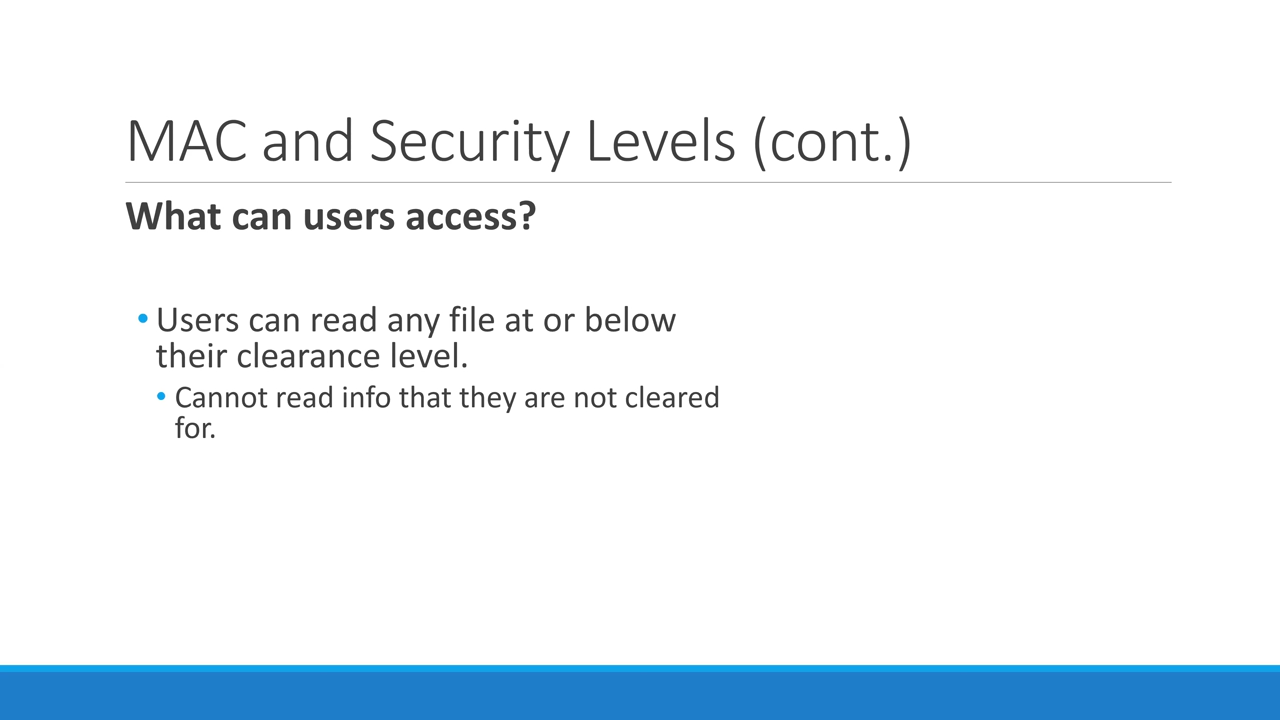 MAC and Security Levels (cont.)
What can users access?
• Users can read any file at or below
their clearance level.
• Cannot read info that they are not cleared
for.